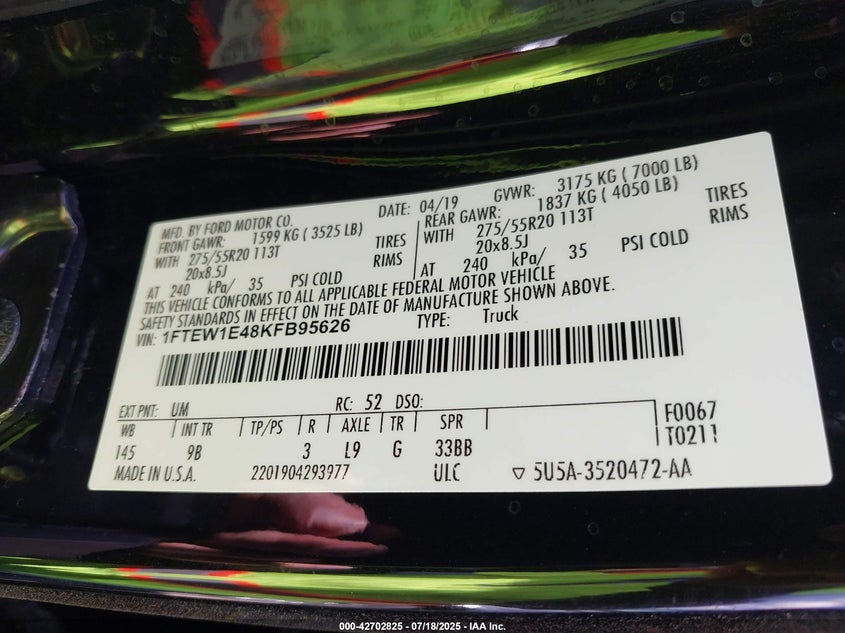 MFD. BY FORD MOTOR CO. DATE: 04/19 GVWR: 3175 KG ( 7000 LB)
FRONT GAWR: 1599 KG ( 3525 LB) REAR GAWR: 1837 KG ( 4050 LB)
WITH 275/55R20 113T TIRES WITH 275/55R20 113T TIRES
20x8.5J RIMS 20x8.5J RIMS
AT 240 kPa/ 35 PSI COLD AT 240 kPa/ 35 PSI COLD
THIS VEHICLE CONFORMS TO ALL APPLICABLE FEDERAL MOTOR VEHICLE
SAFETY STANDARDS IN EFFECT ON THE DATE OF MANUFACTURE SHOWN ABOVE.
VIN: 1FTEW1E48KFB95626 TYPE: Truck
EXT PNT: UM RC: 52 DSO:
WB INT TR TP/PS R AXLE TR SPR F0067
145 9B 3 L9 G 33BB T0211
MADE IN U.S.A. 2201904293977 ULC ▽ 5U5A-3520472-AA
000-42702825 - 07/18/2025 - IAA Inc.